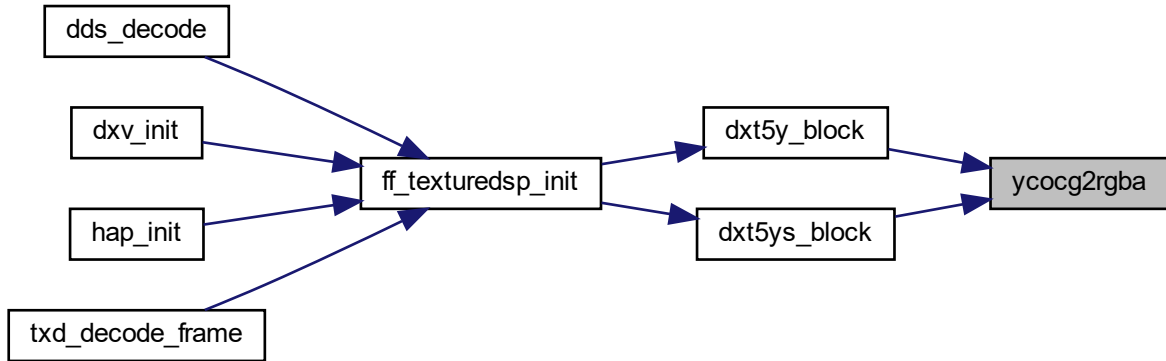 dds_decode
dxv_init
hap_init
txd_decode_frame
ff_texturedsp_init
dxt5y_block
dxt5ys_block
ycocg2rgba